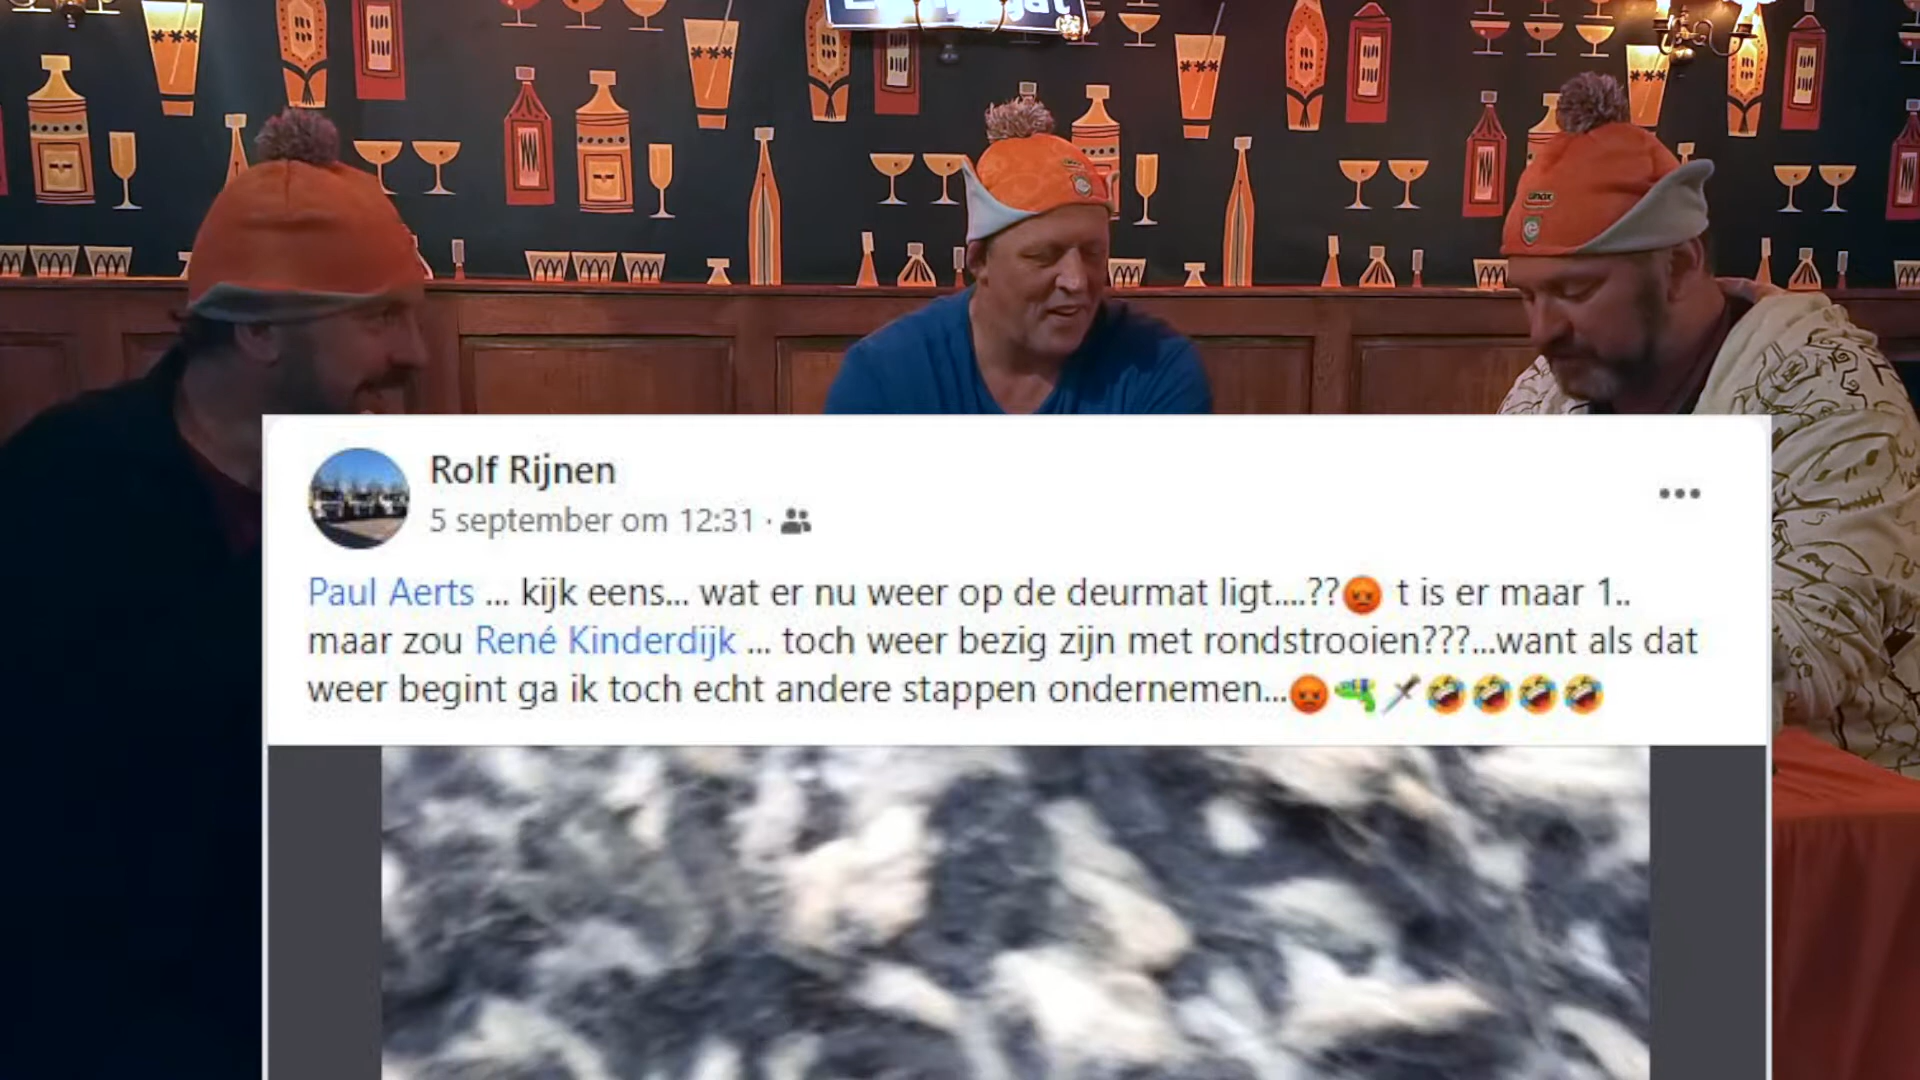 unox
Rolf Rijnen
5 september om 12:31 ·
Paul Aerts ... kijk eens... wat er nu weer op de deurmat ligt....??😡 t is er maar 1..
maar zou René Kinderdijk ... toch weer bezig zijn met rondstrooien???...want als dat
weer begint ga ik toch echt andere stappen ondernemen...😡🔫🗡️🤣🤣🤣🤣